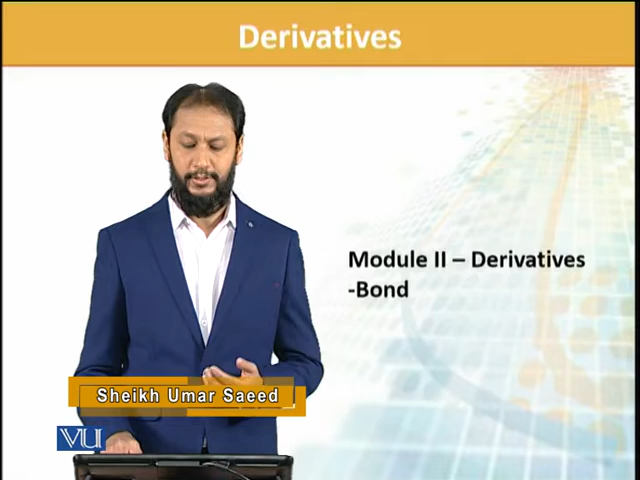 Derivatives
Module II – Derivatives
-Bond
Sheikh Umar Saeed
VU